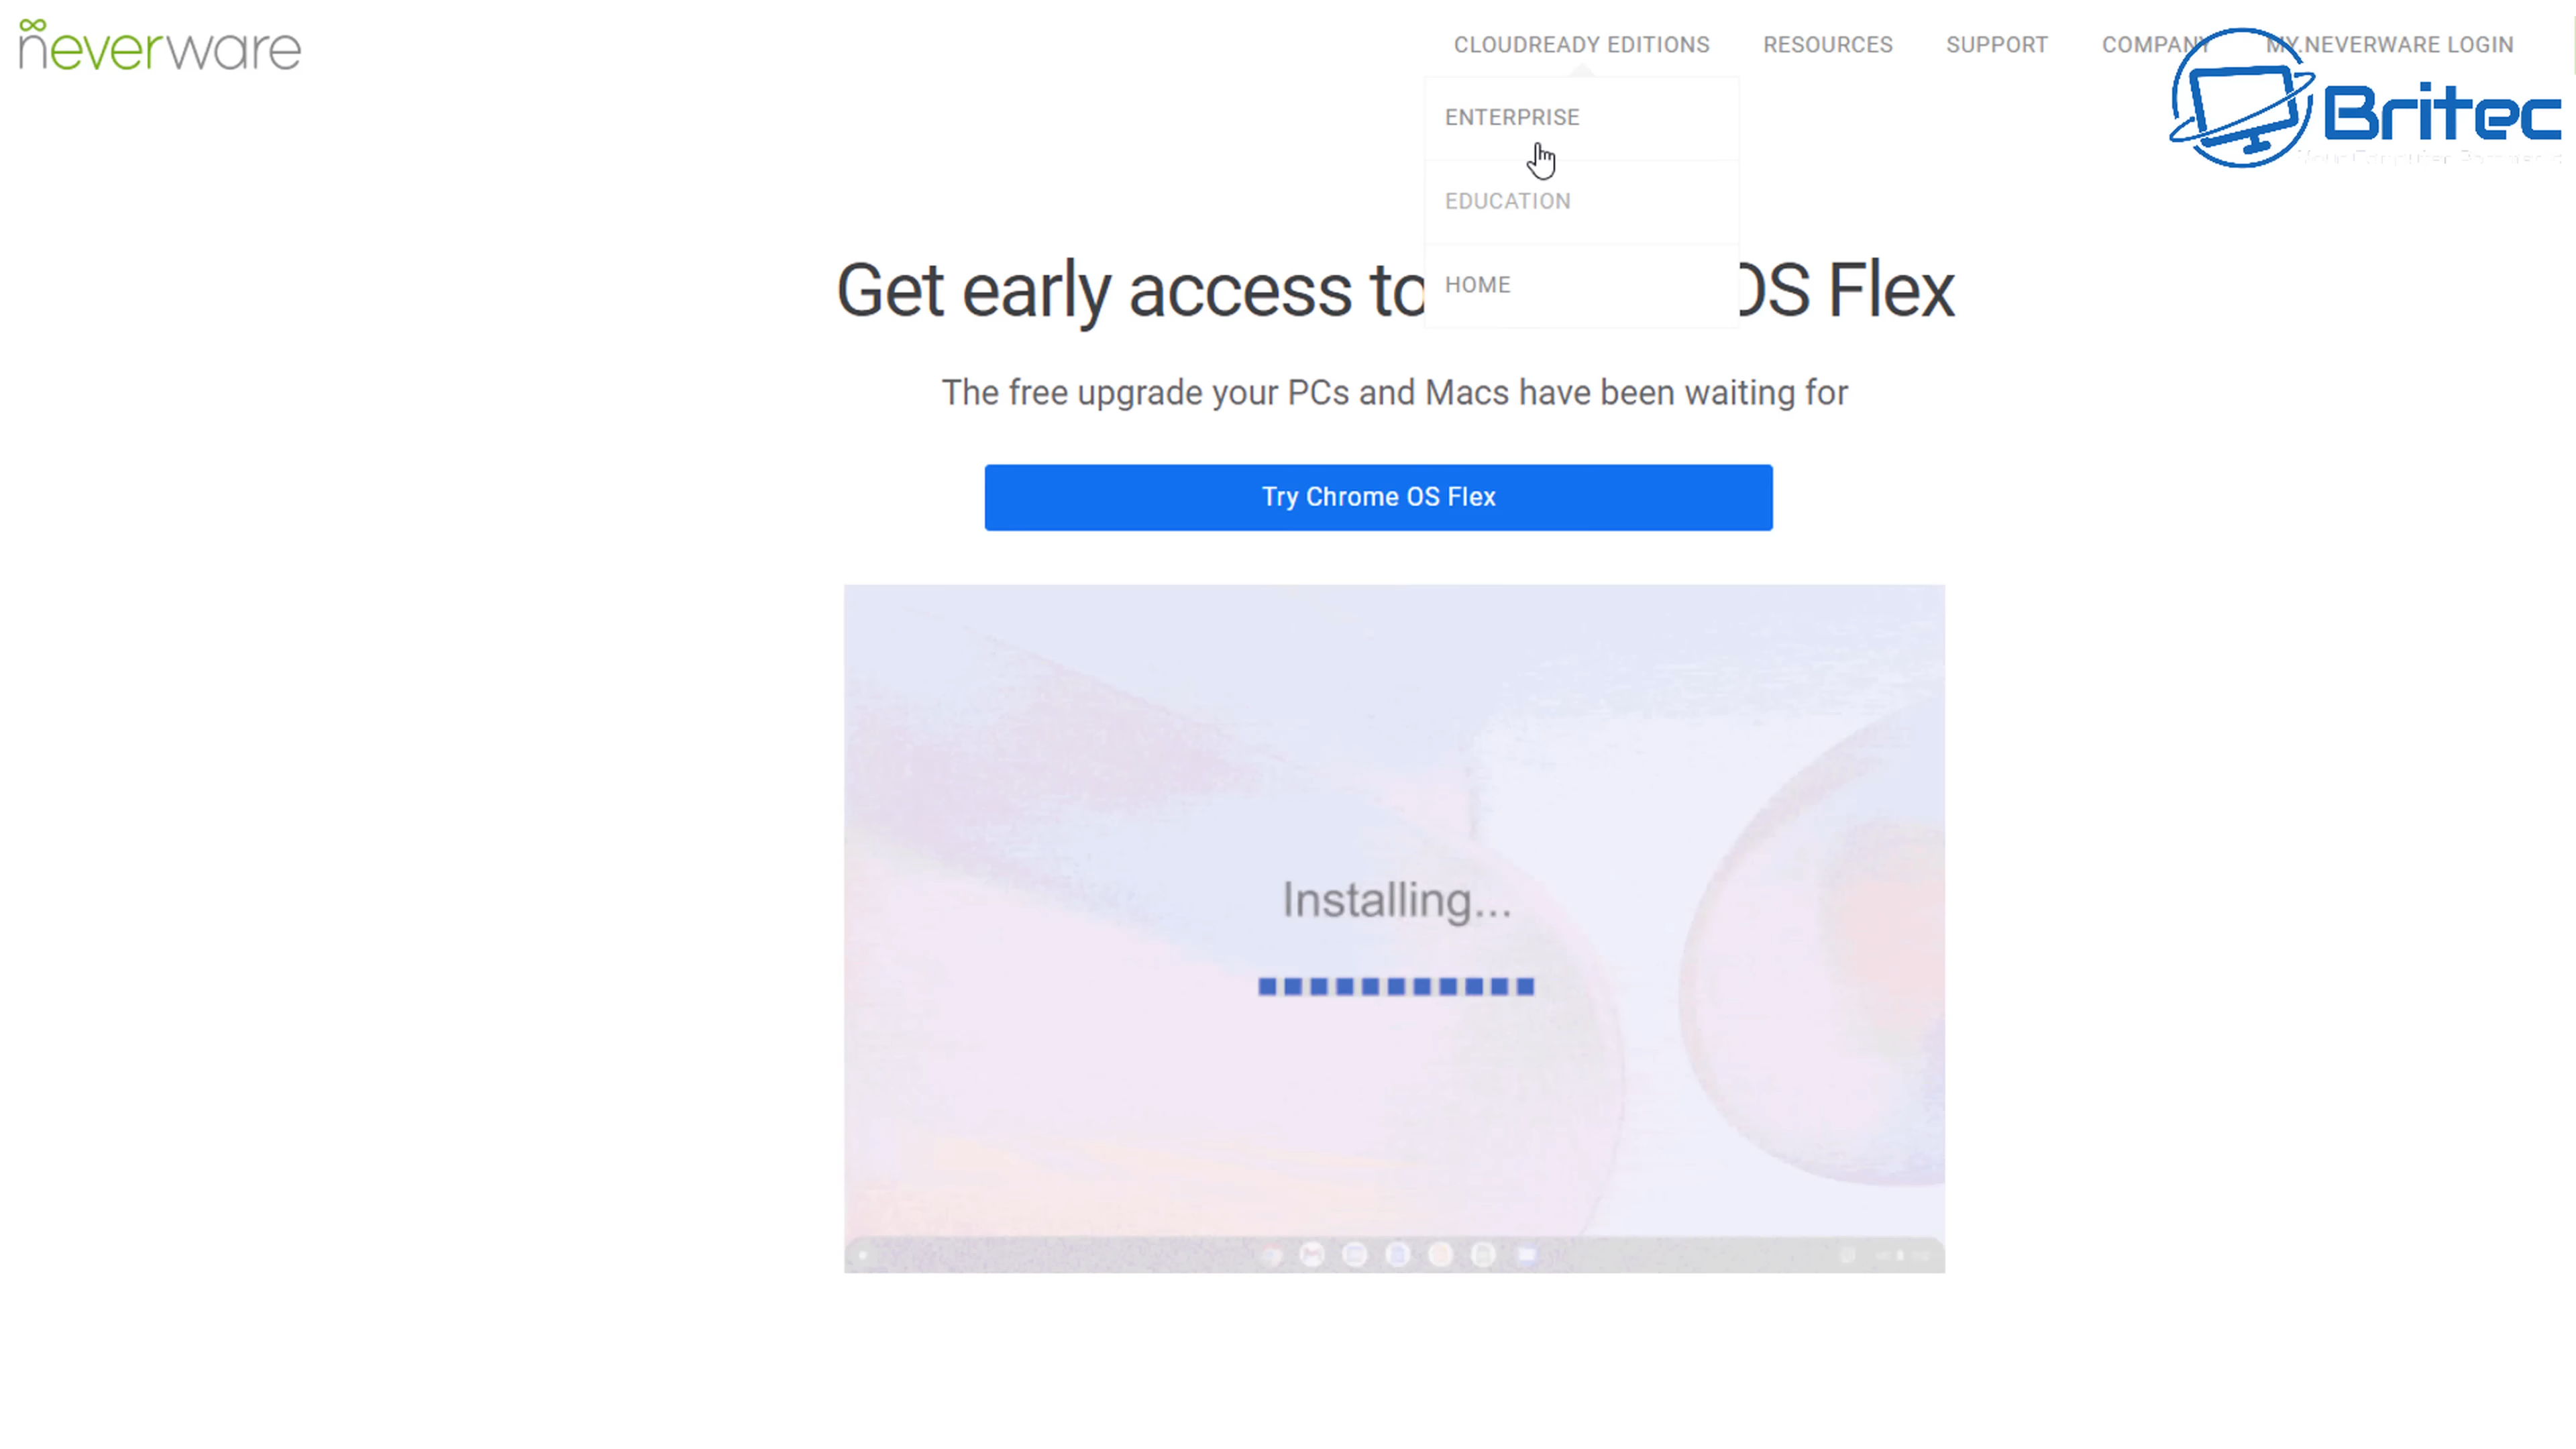 neverware
CLOUDREADY EDITIONS RESOURCES SUPPORT COMPANY MY.NEVERWARE LOGIN
Britec
ENTERPRISE
EDUCATION
HOME
Get early access to OS Flex
The free upgrade your PCs and Macs have been waiting for
Try Chrome OS Flex
Installing...